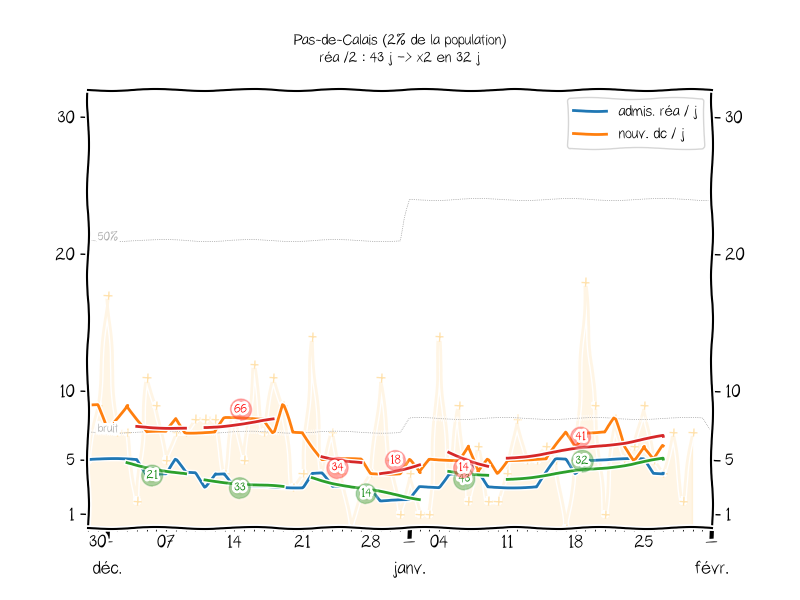 Pas-de-Calais (2% de la population)
réa /2 : 43 j -> x2 en 32 j
admis. réa / j
nouv. dc / j
30 30
50%
20 20
10 10
bruit
66
41
5 5
34 18 14
21 33 14 43 32
1 1
30 07 14 21 28 04 11 18 25
déc. janv. févr.